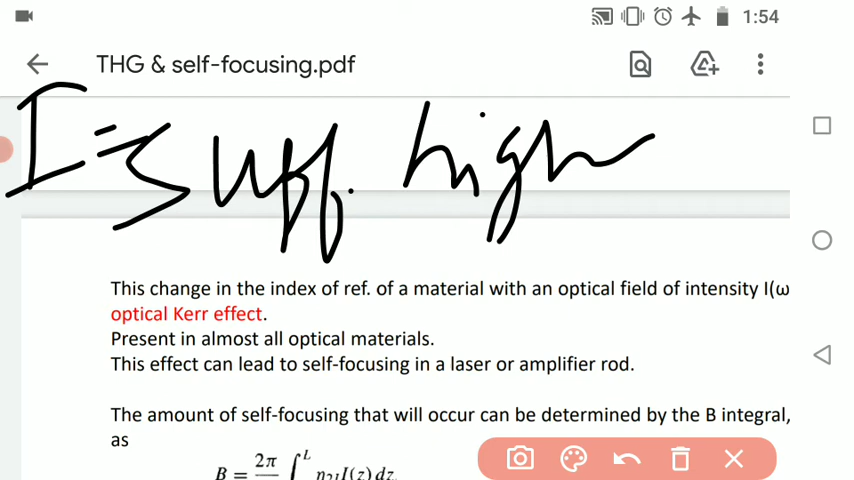 1:54
THG & self-focusing.pdf
I = suff. high
This change in the index of ref. of a material with an optical field of intensity I(ω
optical Kerr effect.
Present in almost all optical materials.
This effect can lead to self-focusing in a laser or amplifier rod.
The amount of self-focusing that will occur can be determined by the B integral,
as
B = 2π ∫ L n₂I I(z) dz.